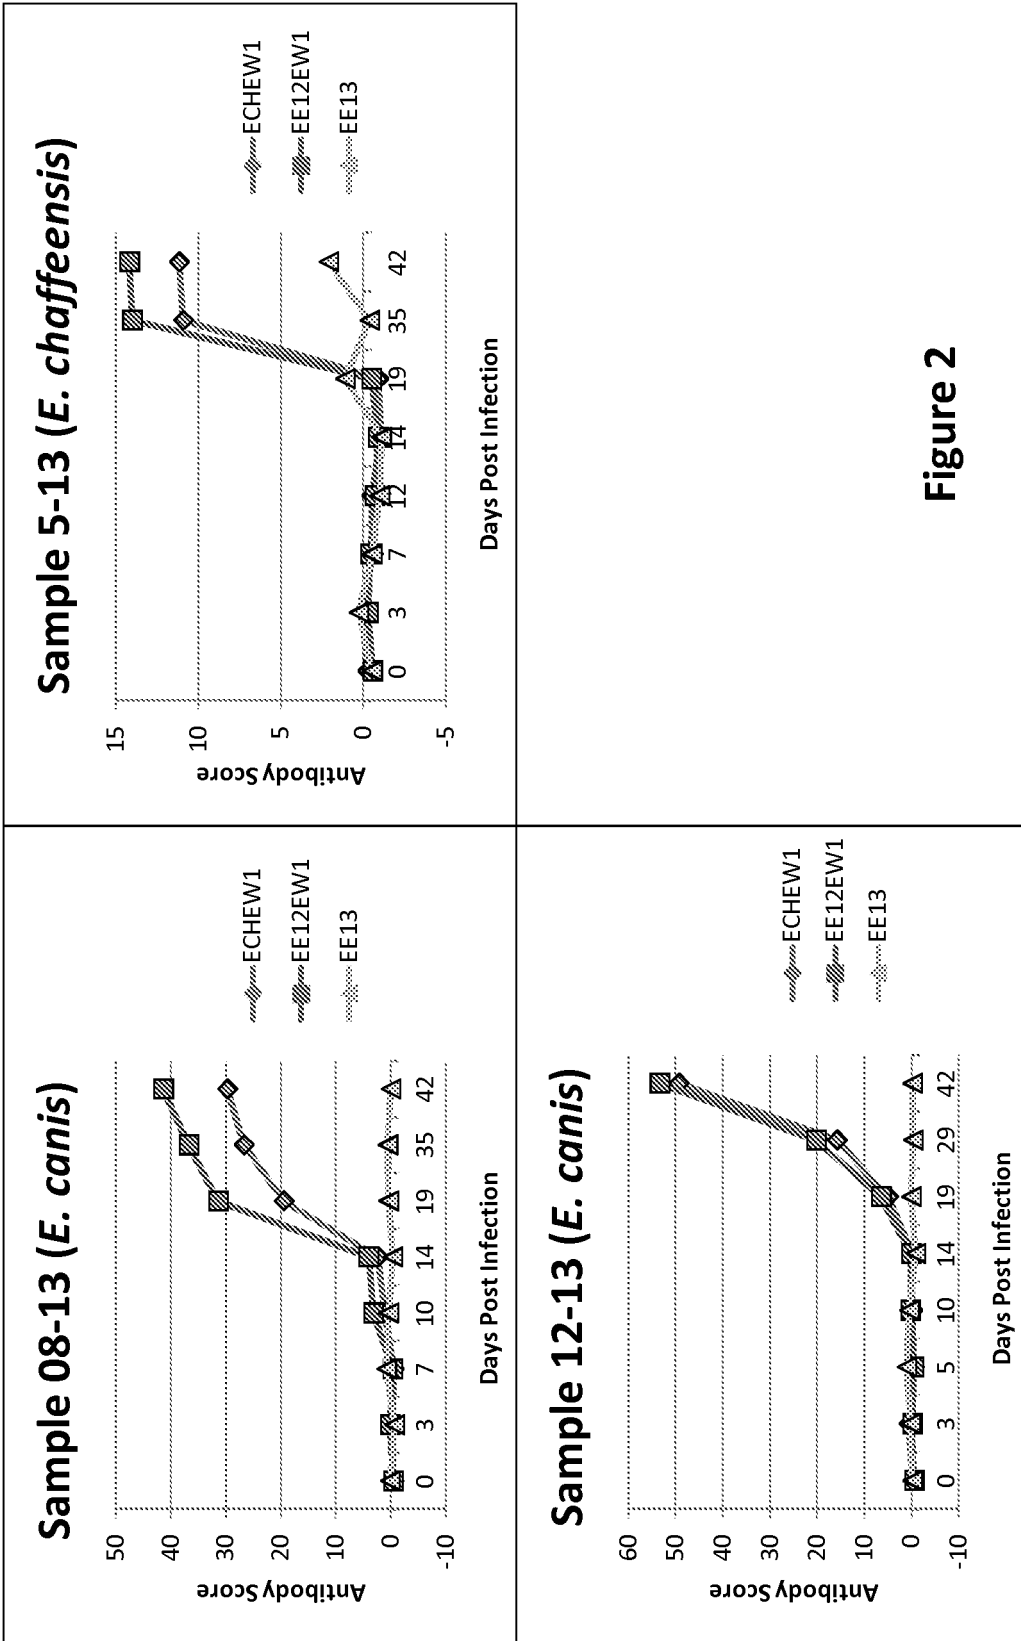 Sample 08-13 (E. canis)
50
40
30
20
10
0
-10
Antibody Score
0 3 7 10 14 19 35 42
Days Post Infection
ECHEW1
EE12EW1
EE13
Sample 5-13 (E. chaffeensis)
15
10
5
0
-5
Antibody Score
0 3 7 12 14 19 35 42
Days Post Infection
ECHEW1
EE12EW1
EE13
Sample 12-13 (E. canis)
60
50
40
30
20
10
0
-10
Antibody Score
0 3 5 10 14 19 29 42
Days Post Infection
ECHEW1
EE12EW1
EE13
Figure 2